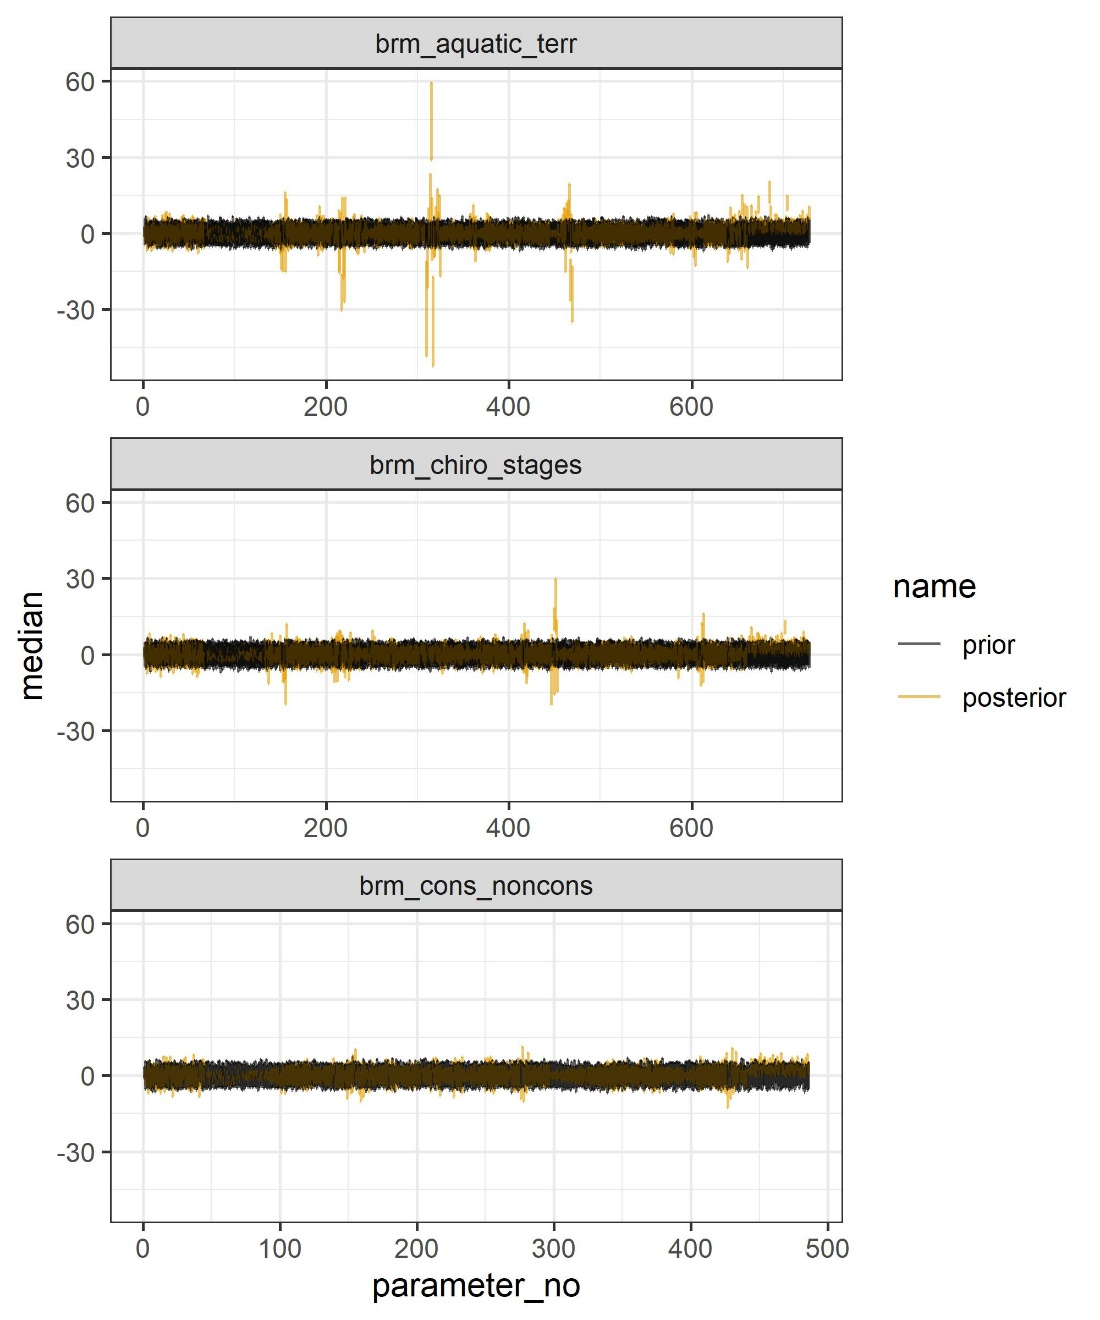 brm_aquatic_terr
60
30
0
-30
0 200 400 600
brm_chiro_stages
60
30
0
-30
0 200 400 600
median
name
prior
posterior
brm_cons_noncons
60
30
0
-30
0 100 200 300 400 500
parameter_no